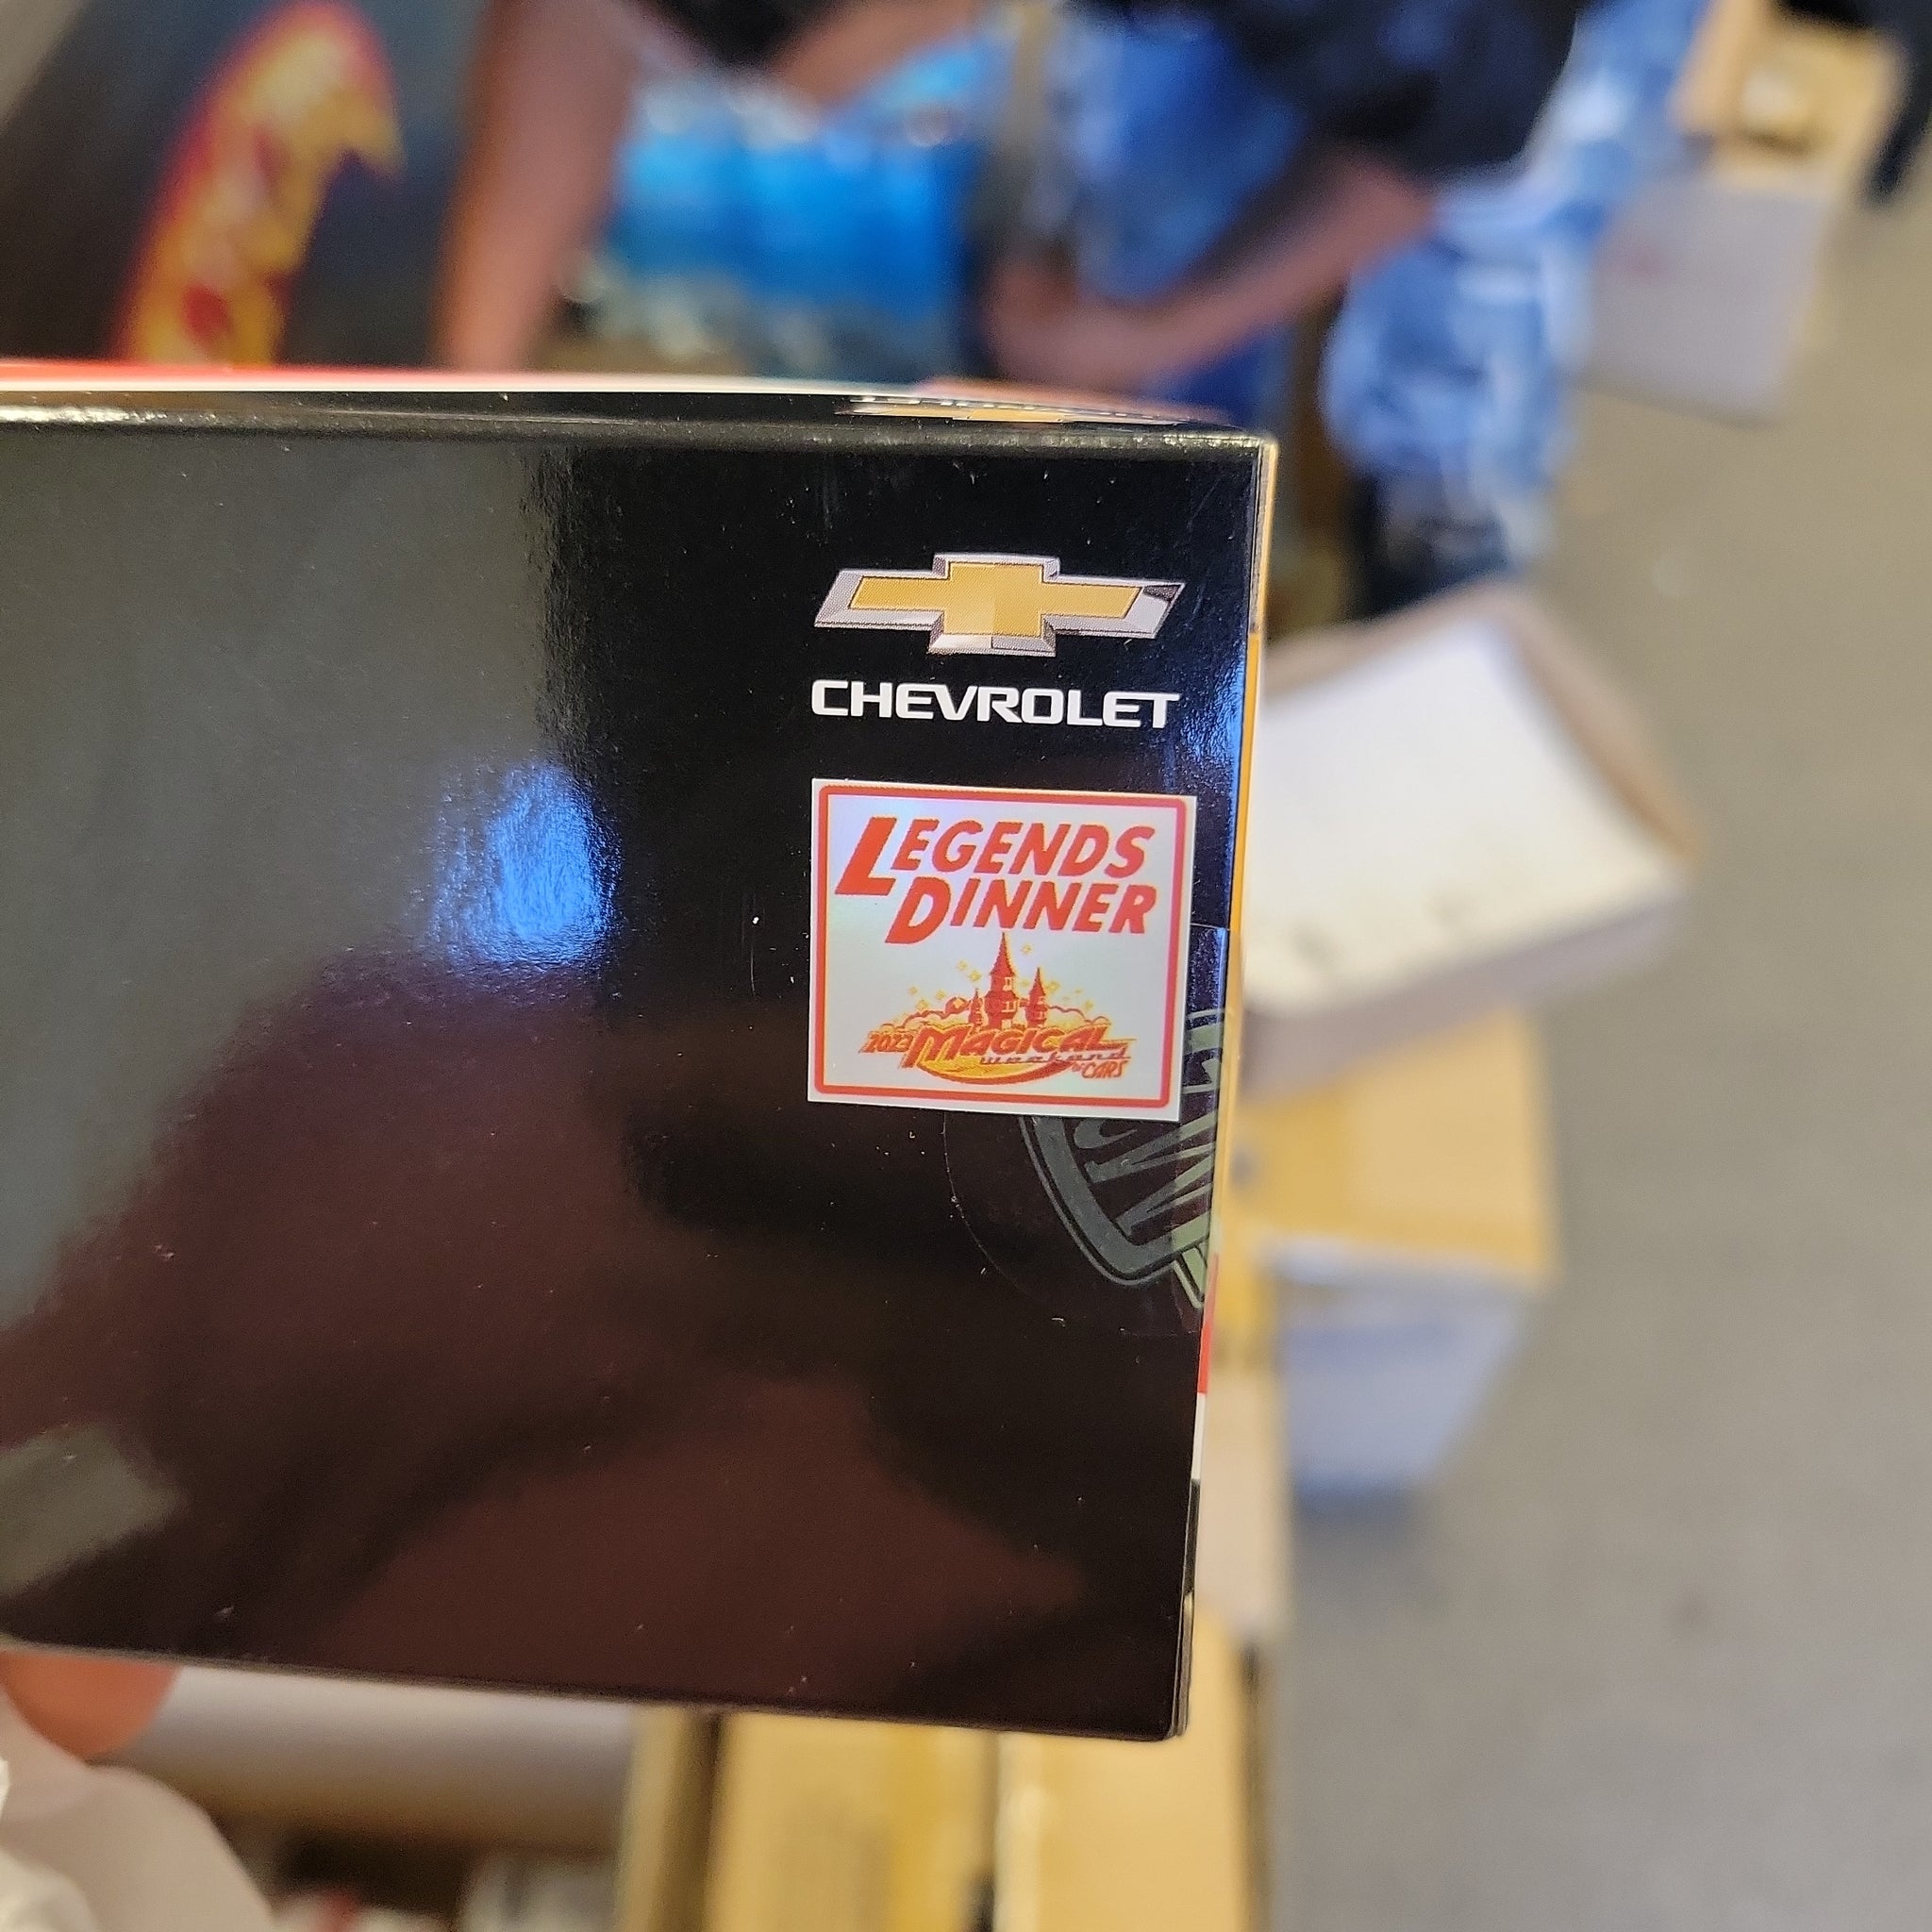 CHEVROLET
LEGENDS
DINNER
2023 MAGICAL
weekend
of CARS